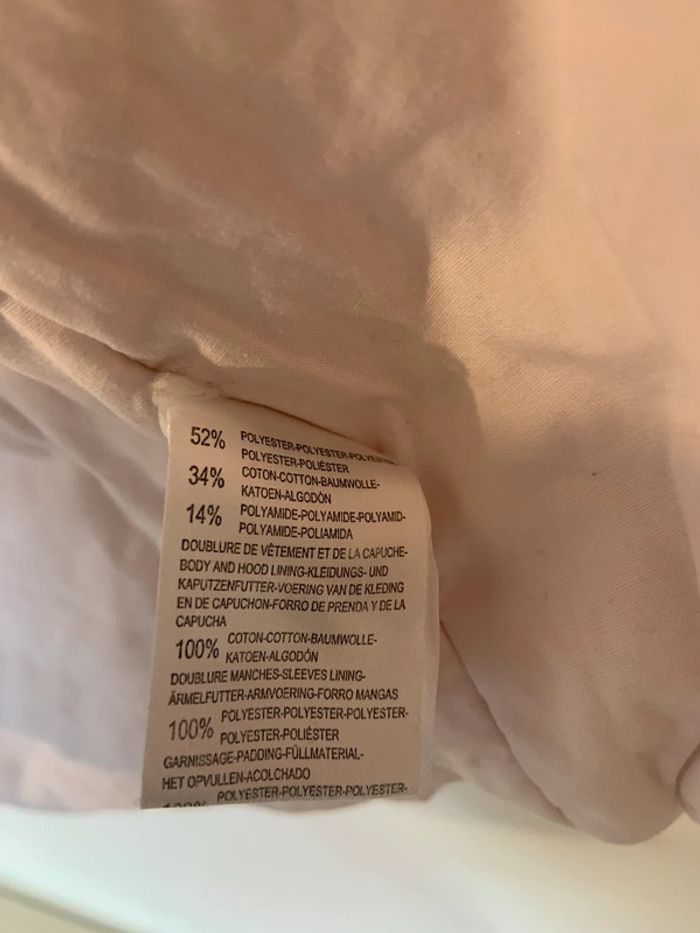 52% POLYESTER-POLYESTER-POLYESTER-
POLYESTER-POLIÉSTER
34% COTON-COTTON-BAUMWOLLE-
KATOEN-ALGODÓN
14% POLYAMIDE-POLYAMIDE-POLYAMID-
POLYAMIDE-POLIAMIDA
DOUBLURE DE VÊTEMENT ET DE LA CAPUCHE-
BODY AND HOOD LINING-KLEIDUNGS- UND
KAPUTZENFUTTER-VOERING VAN DE KLEDING
EN DE CAPUCHON-FORRO DE PRENDA Y DE LA
CAPUCHA
100% COTON-COTTON-BAUMWOLLE-
KATOEN-ALGODÓN
DOUBLURE MANCHES-SLEEVES LINING-
ÄRMELFUTTER-ARMVOERING-FORRO MANGAS
100% POLYESTER-POLYESTER-POLYESTER-
POLYESTER-POLIÉSTER
GARNISSAGE-PADDING-FÜLLMATERIAL-
HET OPVULLEN-ACOLCHADO
100% POLYESTER-POLYESTER-POLYESTER-